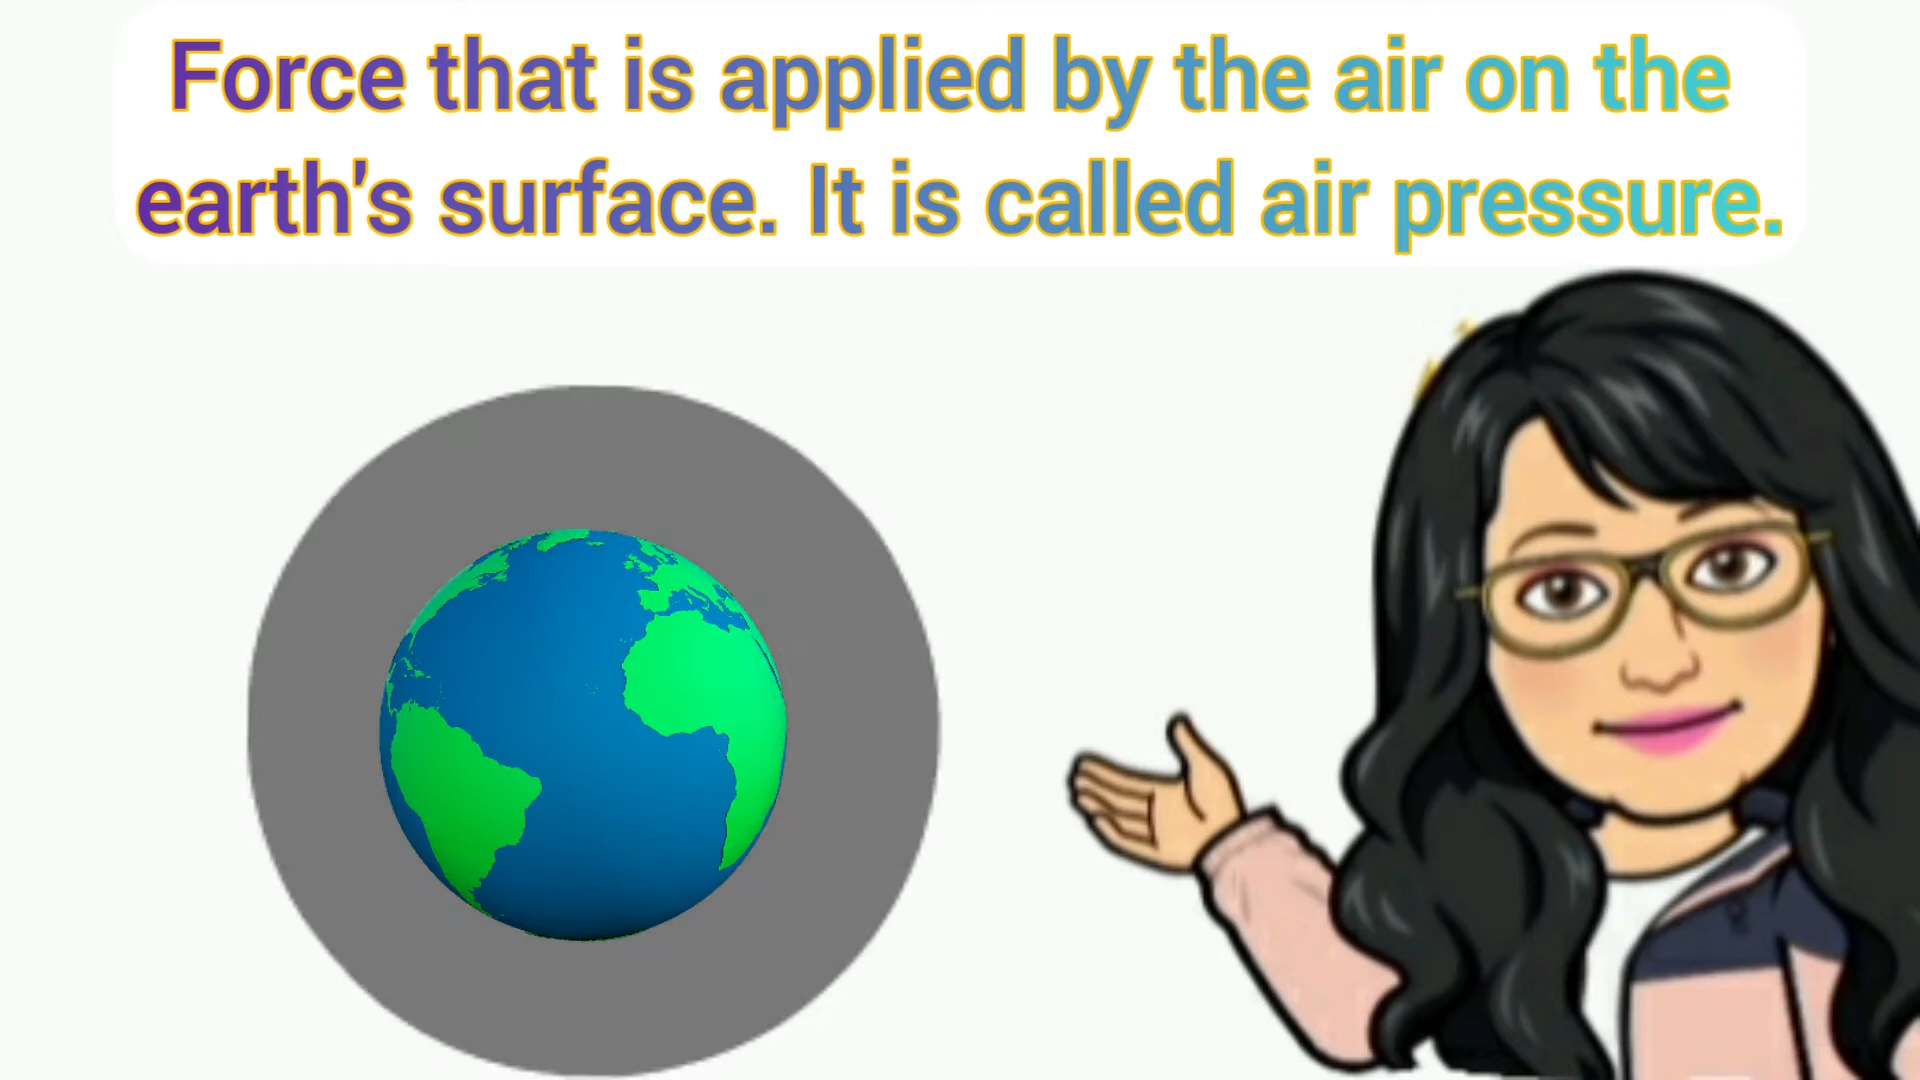 Force that is applied by the air on the
earth's surface. It is called air pressure.